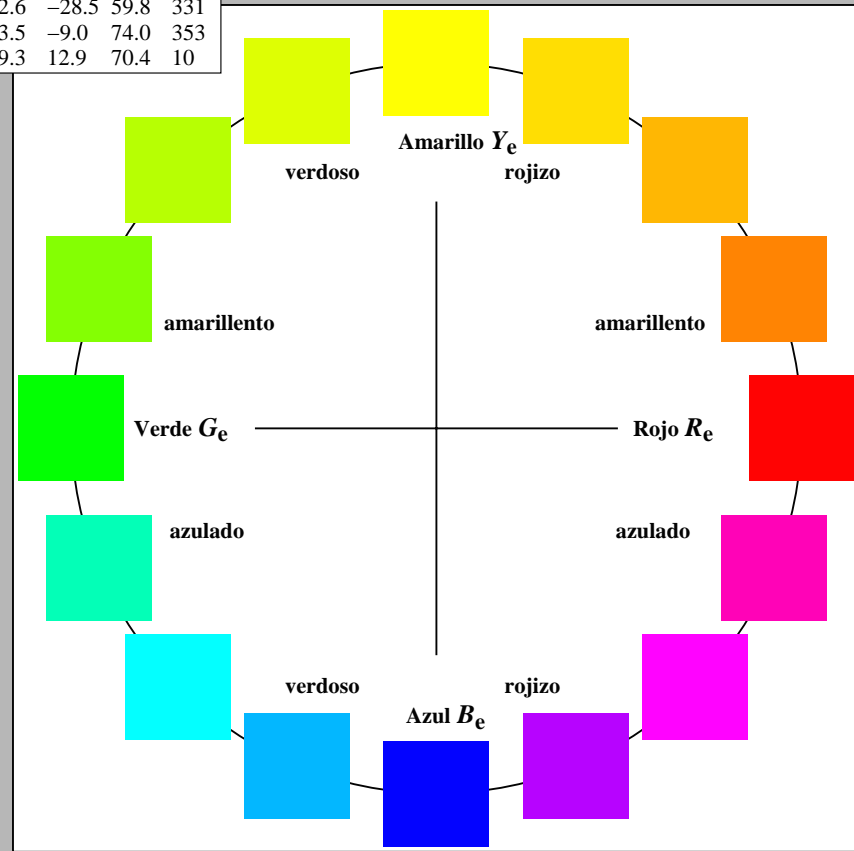 2.6 −28.5 59.8 331
3.5 −9.0 74.0 353
9.3 12.9 70.4 10
Amarillo Ye
verdoso rojizo
amarillento amarillento
Verde Ge Rojo Re
azulado azulado
verdoso rojizo
Azul Be